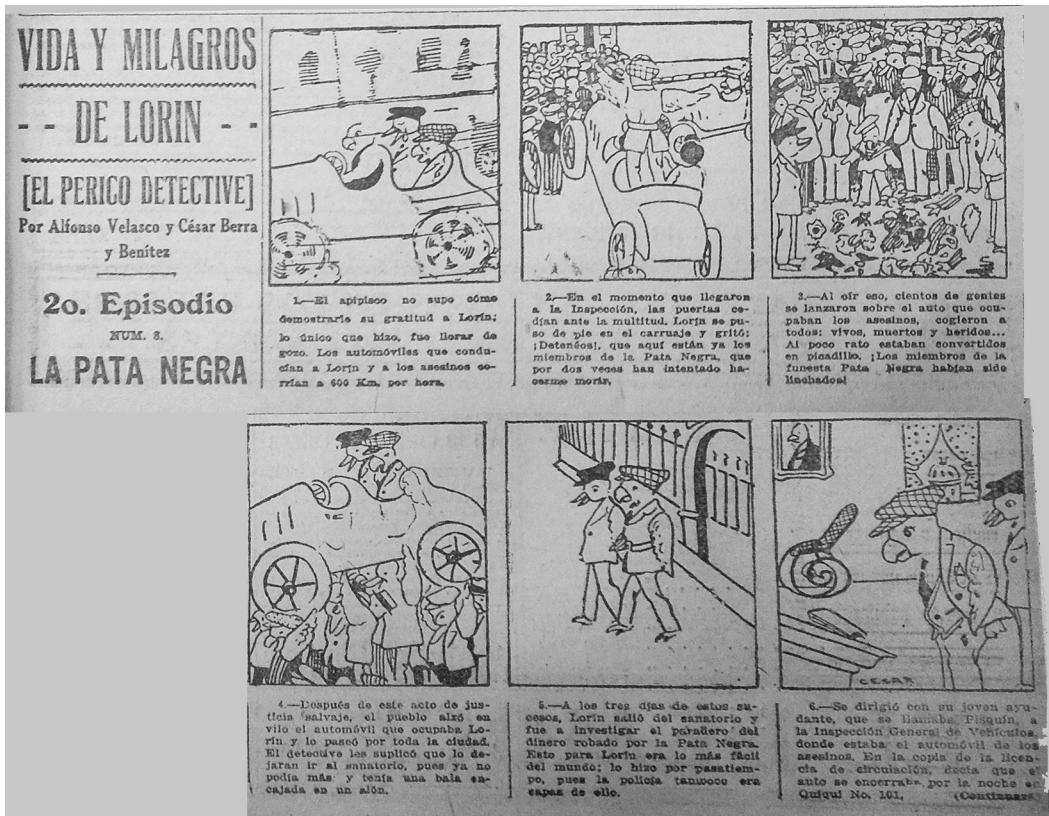 VIDA Y MILAGROS
- - DE LORIN - -
[EL PERICO DETECTIVE]
Por Alfonso Velasco y César Berra
y Benítez
2o. Episodio
NUM. 8.
LA PATA NEGRA
1.—El apipisco no supo cómo
demostrarle su gratitud a Lorín;
lo único que hizo, fue llorar de
gozo. Los automóviles que condu-
cían a Lorín y a los asesinos co-
rrían a 600 Km. por hora.
2.—En el momento que llegaron
a la Inspección, las puertas ce-
dían ante la multitud. Lorín se pu-
so de pie en el carruaje y gritó:
¡Deteneos!, que aquí están ya los
miembros de la Pata Negra, que
por dos veces han intentado ha-
cerme morir.
3.—Al oír eso, cientos de gentes
se lanzaron sobre el auto que ocu-
paban los asesinos, cogieron a
todos: vivos, muertos y heridos...
Al poco rato estaban convertidos
en picadillo. ¡Los miembros de la
funesta Pata Negra habían sido
linchados!
4.—Después de este acto de jus-
ticia salvaje, el pueblo alzó en
vilo el automóvil que ocupaba Lo-
rín y lo paseó por toda la ciudad.
El detective les suplicó que lo de-
jaran ir al sanatorio, pues ya no
podía más y tenía una bala en-
cajada en un alón.
5.—A los tres días de estos su-
cesos, Lorín salió del sanatorio y
fue a investigar el paradero del
dinero robado por la Pata Negra.
Esto para Lorín era lo más fácil
del mundo; lo hizo por pasatiem-
po, pues la policía tampoco era
capas de ello.
CESAR.
6.—Se dirigió con su joven ayu-
dante, que se llamaba Pisquín, a
la Inspección General de Vehículos,
donde estaba el automóvil de los
asesinos. En la copia de la licen-
cia de circulación, decía que el
auto se encerraba por la noche en
Quiqui No. 101. (Continuará)